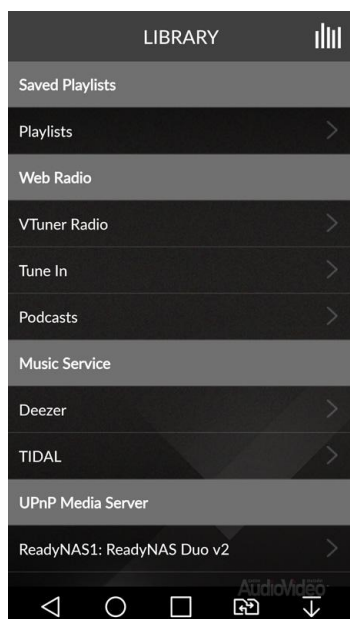 LIBRARY
Saved Playlists
Playlists
Web Radio
VTuner Radio
Tune In
Podcasts
Music Service
Deezer
TIDAL
UPnP Media Server
ReadyNAS1: ReadyNAS Duo v2
AudioVideo